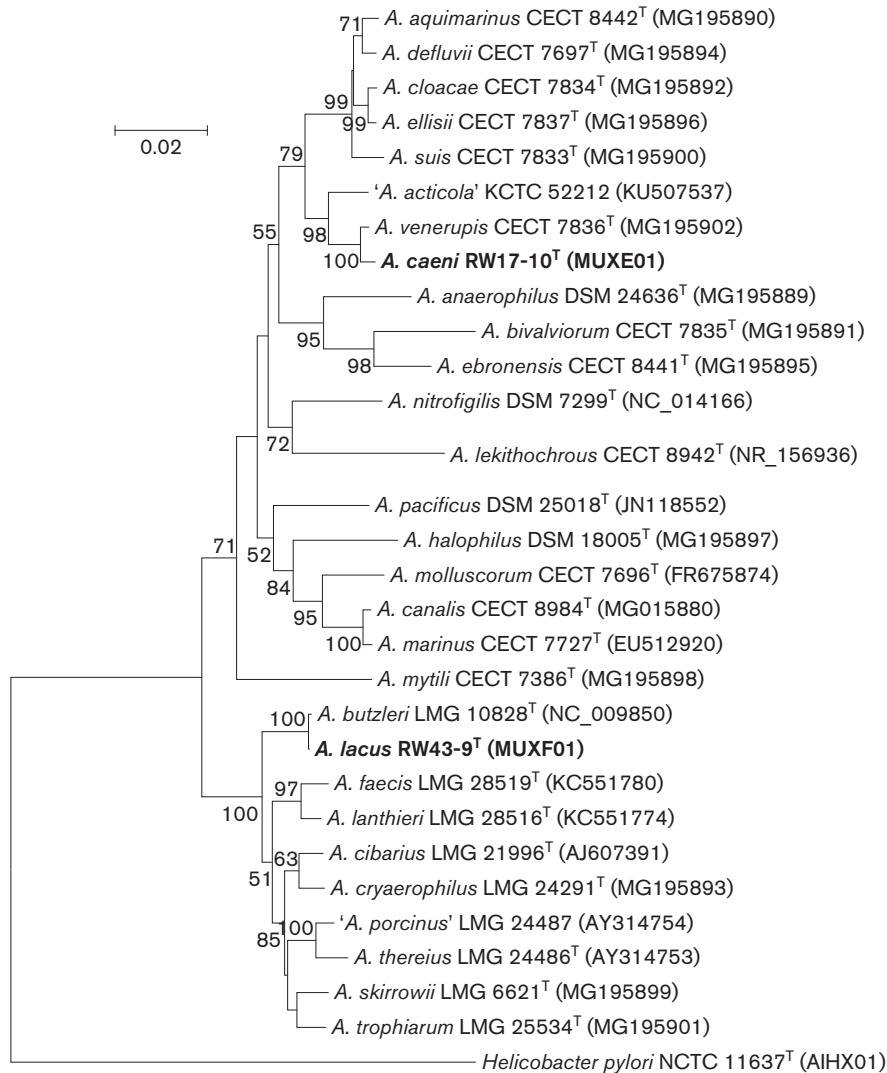 71
A. aquimarinus CECT 8442ᵀ (MG195890)
A. defluvii CECT 7697ᵀ (MG195894)
A. cloacae CECT 7834ᵀ (MG195892)
99
99
A. ellisii CECT 7837ᵀ (MG195896)
0.02
79
A. suis CECT 7833ᵀ (MG195900)
'A. acticola' KCTC 52212 (KU507537)
55
98
A. venerupis CECT 7836ᵀ (MG195902)
100
A. caeni RW17-10ᵀ (MUXE01)
A. anaerophilus DSM 24636ᵀ (MG195889)
95
A. bivalviorum CECT 7835ᵀ (MG195891)
98
A. ebronensis CECT 8441ᵀ (MG195895)
A. nitrofigilis DSM 7299ᵀ (NC_014166)
72
A. lekithochrous CECT 8942ᵀ (NR_156936)
A. pacificus DSM 25018ᵀ (JN118552)
71
52
A. halophilus DSM 18005ᵀ (MG195897)
84
A. molluscorum CECT 7696ᵀ (FR675874)
95
A. canalis CECT 8984ᵀ (MG015880)
100
A. marinus CECT 7727ᵀ (EU512920)
A. mytili CECT 7386ᵀ (MG195898)
100
A. butzleri LMG 10828ᵀ (NC_009850)
A. lacus RW43-9ᵀ (MUXF01)
97
A. faecis LMG 28519ᵀ (KC551780)
100
A. lanthieri LMG 28516ᵀ (KC551774)
63
A. cibarius LMG 21996ᵀ (AJ607391)
51
A. cryaerophilus LMG 24291ᵀ (MG195893)
100
'A. porcinus' LMG 24487 (AY314754)
85
A. thereius LMG 24486ᵀ (AY314753)
A. skirrowii LMG 6621ᵀ (MG195899)
A. trophiarum LMG 25534ᵀ (MG195901)
Helicobacter pylori NCTC 11637ᵀ (AIHX01)